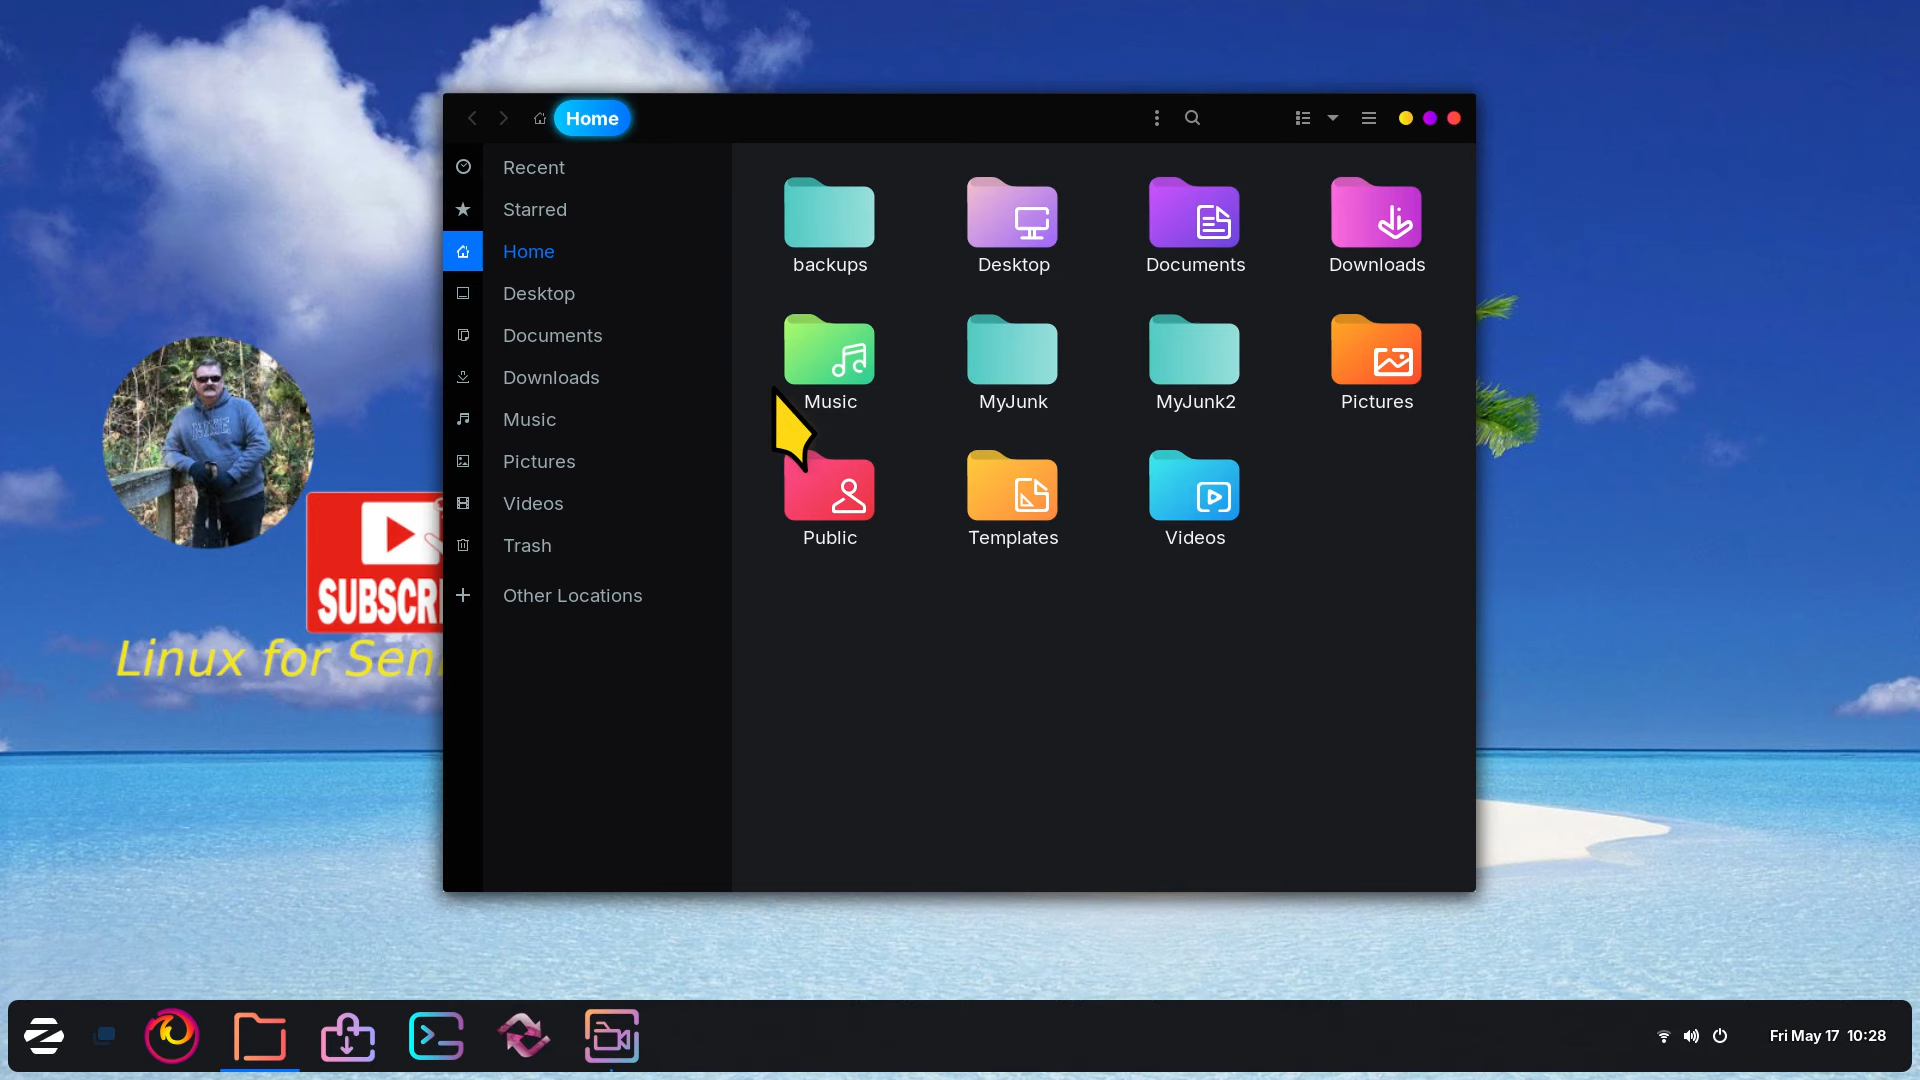 Home
Recent
Starred
Home
Desktop
Documents
Downloads
Music
Pictures
Videos
Trash
Other Locations
backups
Desktop
Documents
Downloads
Music
MyJunk
MyJunk2
Pictures
Public
Templates
Videos
SUBSCR
Linux for Sen
Fri May 17 10:28